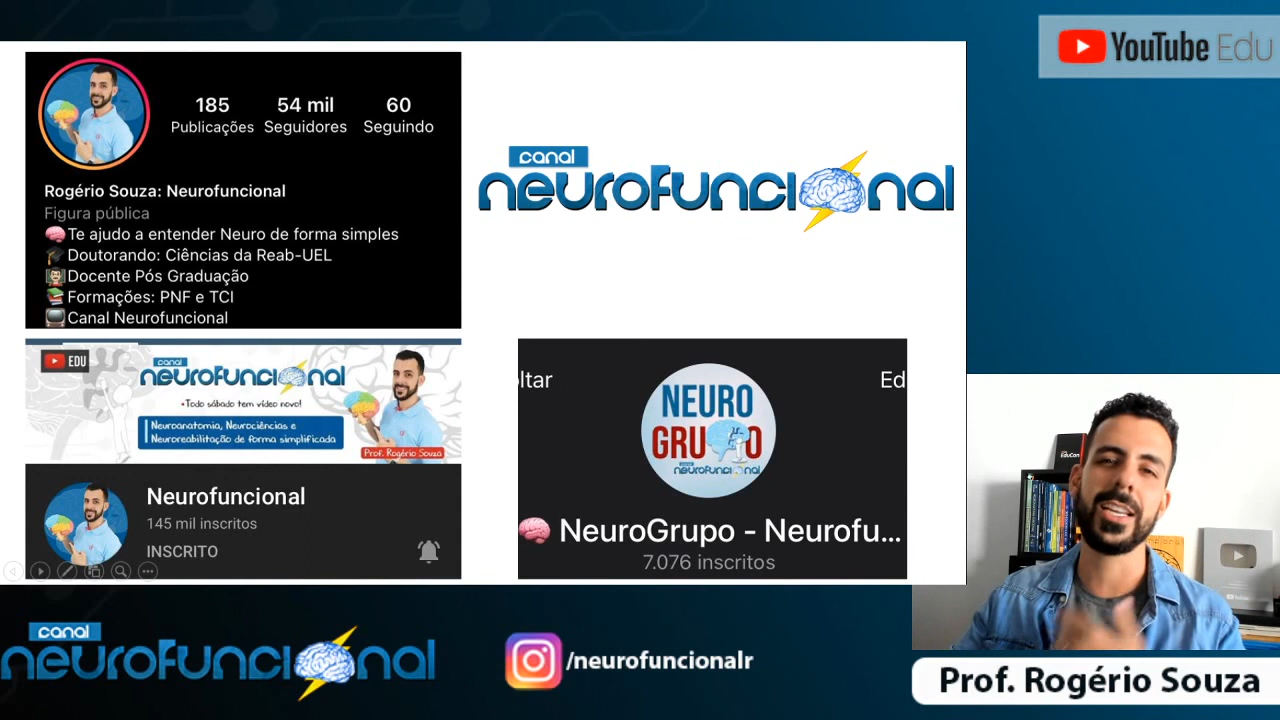 YouTube Edu
185 54 mil 60
Publicações Seguidores Seguindo
Rogério Souza: Neurofuncional
Figura pública
Te ajudo a entender Neuro de forma simples
Doutorando: Ciências da Reab-UEL
Docente Pós Graduação
Formações: PNF e TCI
Canal Neurofuncional
canal
neurofuncional
EDU
canal
neurofuncional
•Todo sábado tem vídeo novo!
Neuroanatomia, Neurociências e
Neuroreabilitação de forma simplificada
Prof. Rogério Souza
Neurofuncional
145 mil inscritos
INSCRITO
oltar
Ed
NEURO
GRUPO
canal
neurofuncional
NeuroGrupo - Neurofu...
7.076 inscritos
canal
neurofuncional
/neurofuncionalr
Prof. Rogério Souza